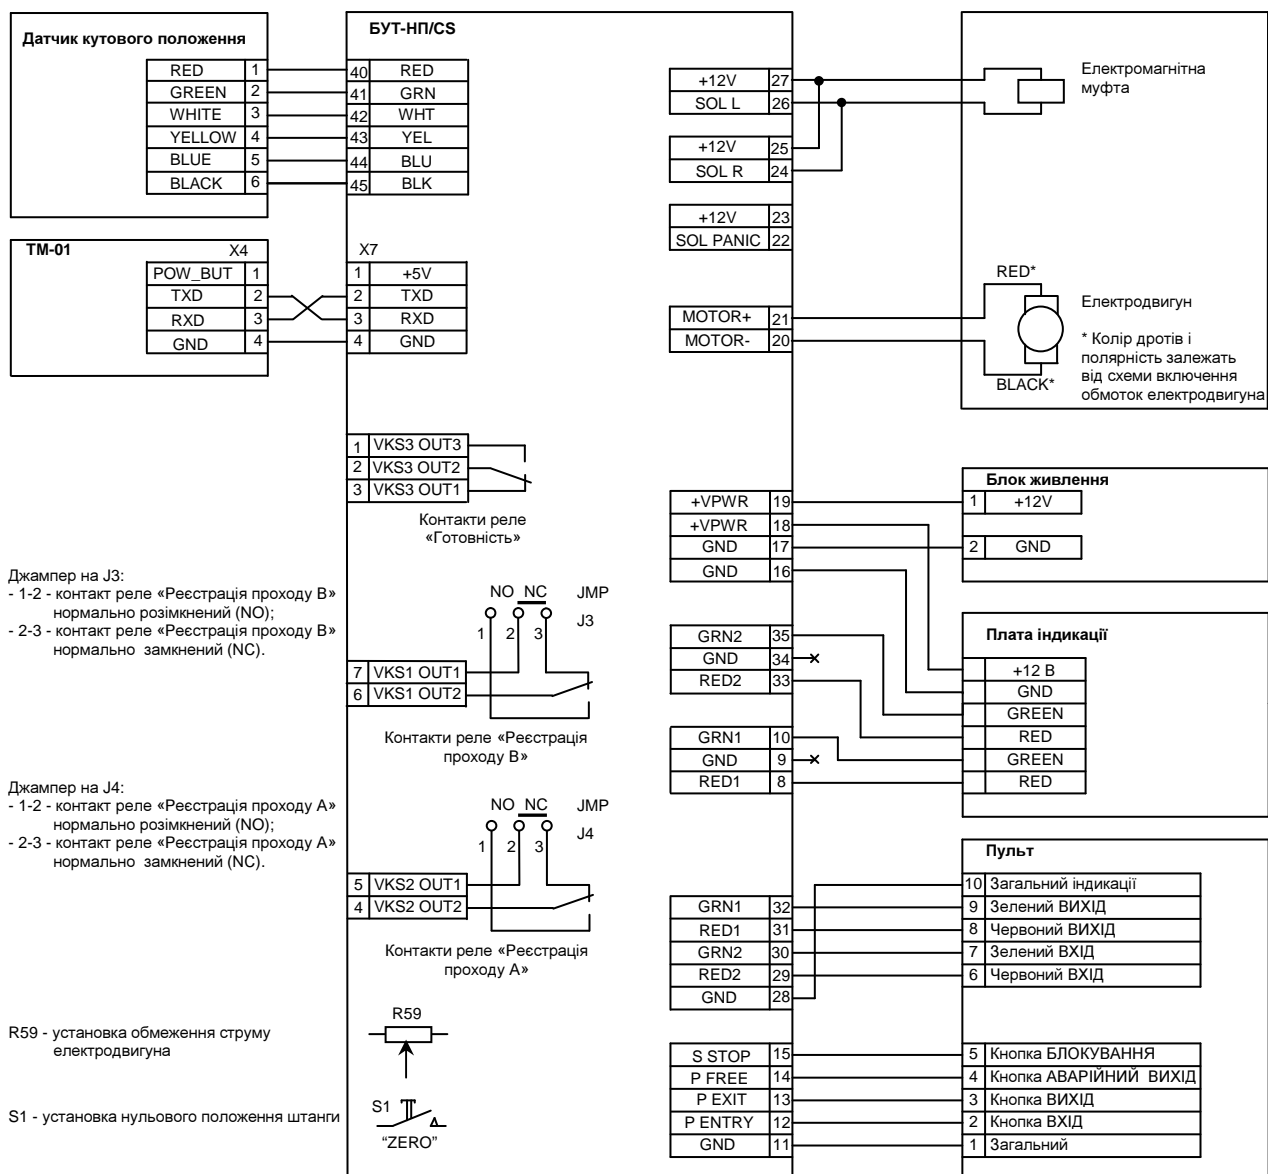 Датчик кутового положення
RED 1
GREEN 2
WHITE 3
YELLOW 4
BLUE 5
BLACK 6
ТМ-01
X4
POW_BUT 1
TXD 2
RXD 3
GND 4
БУТ-НП/CS
40 RED
41 GRN
42 WHT
43 YEL
44 BLU
45 BLK
X7
1 +5V
2 TXD
3 RXD
4 GND
1 VKS3 OUT3
2 VKS3 OUT2
3 VKS3 OUT1
Контакти реле
«Готовність»
Джампер на J3:
- 1-2 - контакт реле «Реєстрація проходу В»
нормально розімкнений (NO);
- 2-3 - контакт реле «Реєстрація проходу В»
нормально замкнений (NC).
NO NC JMP
J3
1 2 3
7 VKS1 OUT1
6 VKS1 OUT2
Контакти реле «Реєстрація
проходу В»
Джампер на J4:
- 1-2 - контакт реле «Реєстрація проходу А»
нормально розімкнений (NO);
- 2-3 - контакт реле «Реєстрація проходу А»
нормально замкнений (NC).
NO NC JMP
J4
1 2 3
5 VKS2 OUT1
4 VKS2 OUT2
Контакти реле «Реєстрація
проходу А»
R59 - установка обмеження струму
електродвигуна
R59
S1 - установка нульового положення штанги
S1
“ZERO”
+12V 27
SOL L 26
+12V 25
SOL R 24
+12V 23
SOL PANIC 22
MOTOR+ 21
MOTOR- 20
+VPWR 19
+VPWR 18
GND 17
GND 16
GRN2 35
GND 34
RED2 33
GRN1 10
GND 9
RED1 8
GRN1 32
RED1 31
GRN2 30
RED2 29
GND 28
S STOP 15
P FREE 14
P EXIT 13
P ENTRY 12
GND 11
Електромагнітна
муфта
RED*
Електродвигун
* Колір дротів і
полярність залежать
від схеми включення
обмоток електродвигуна
BLACK*
Блок живлення
1 +12V
2 GND
Плата індикації
+12 В
GND
GREEN
RED
GREEN
RED
Пульт
10 Загальний індикації
9 Зелений ВИХІД
8 Червоний ВИХІД
7 Зелений ВХІД
6 Червоний ВХІД
5 Кнопка БЛОКУВАННЯ
4 Кнопка АВАРІЙНИЙ ВИХІД
3 Кнопка ВИХІД
2 Кнопка ВХІД
1 Загальний